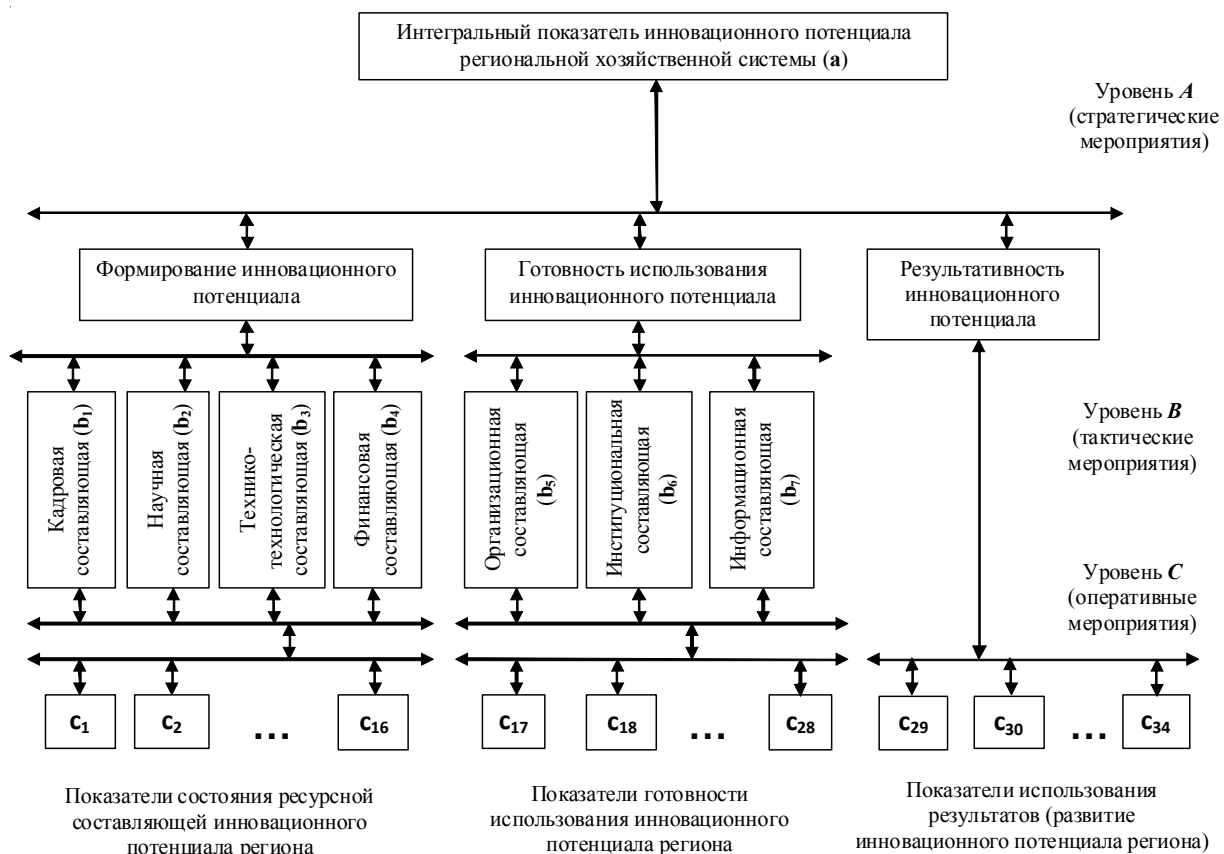 Интегральный показатель инновационного потенциала
региональной хозяйственной системы (a)
Уровень A
(стратегические
мероприятия)
Формирование инновационного
потенциала
Готовность использования
инновационного потенциала
Результативность
инновационного
потенциала
Кадровая
составляющая (b1)
Научная
составляющая (b2)
Технико-
технологическая
составляющая (b3)
Финансовая
составляющая (b4)
Организационная
составляющая
(b5)
Институциональная
составляющая
(b6)
Информационная
составляющая
(b7)
Уровень B
(тактические
мероприятия)
Уровень C
(оперативные
мероприятия)
c1
c2
...
c16
c17
c18
...
c28
c29
c30
...
c34
Показатели состояния ресурсной
составляющей инновационного
потенциала региона
Показатели готовности
использования инновационного
потенциала региона
Показатели использования
результатов (развитие
инновационного потенциала региона)